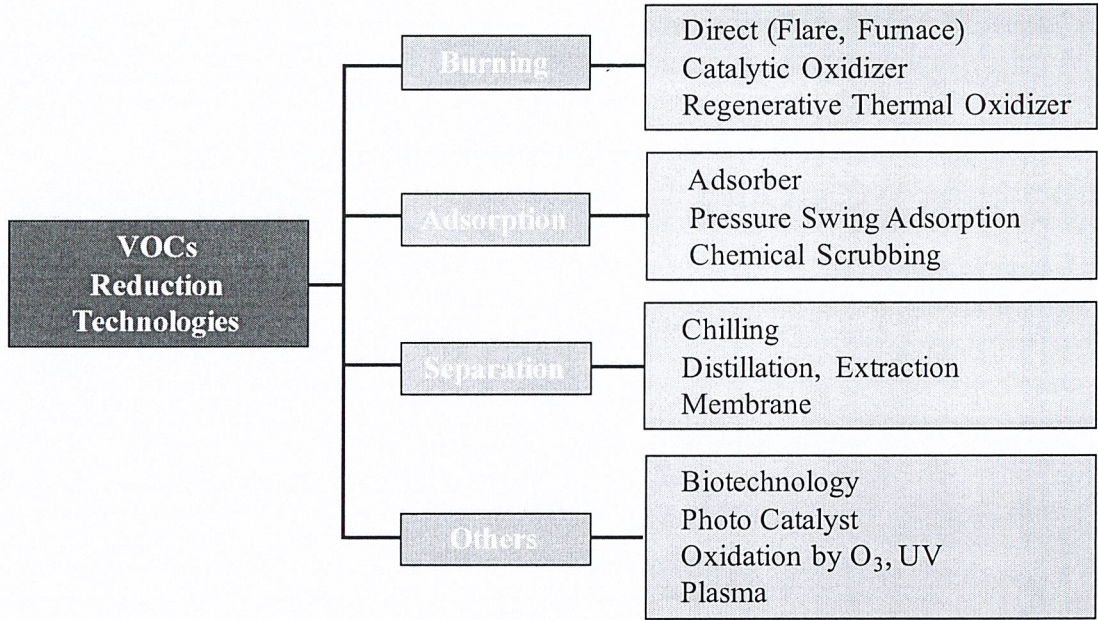 VOCs
Reduction
Technologies
Burning
Direct (Flare, Furnace)
Catalytic Oxidizer
Regenerative Thermal Oxidizer
Adsorption
Adsorber
Pressure Swing Adsorption
Chemical Scrubbing
Separation
Chilling
Distillation, Extraction
Membrane
Others
Biotechnology
Photo Catalyst
Oxidation by O₃, UV
Plasma